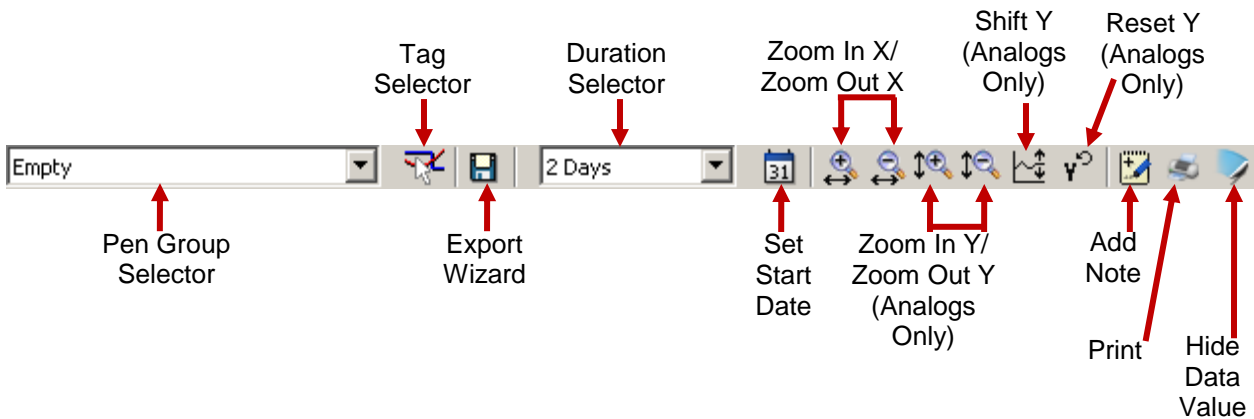 Tag
Selector
Duration
Selector
Zoom In X/
Zoom Out X
Shift Y
(Analogs
Only)
Reset Y
(Analogs
Only)
Empty
2 Days
31
Y
Pen Group
Selector
Export
Wizard
Set
Start
Date
Zoom In Y/
Zoom Out Y
(Analogs
Only)
Add
Note
Print
Hide
Data
Value